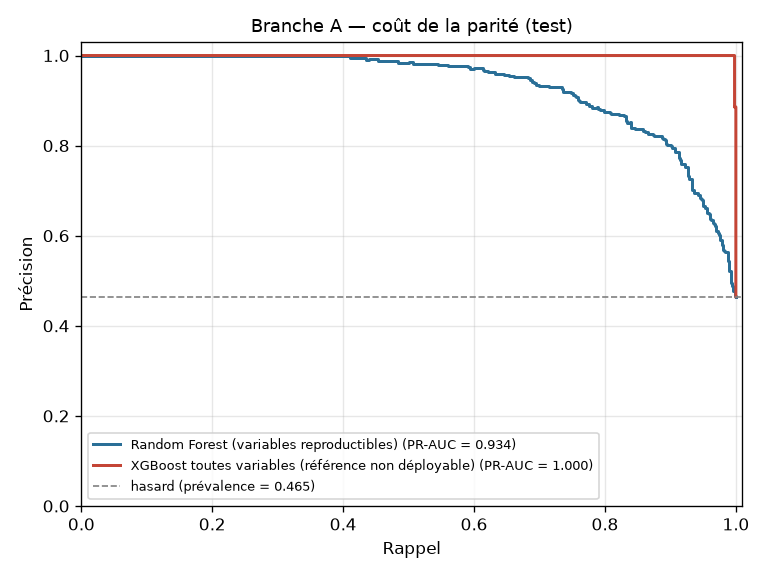 Branche A — coût de la parité (test)
Précision
1.0
0.8
0.6
0.4
0.2
0.0
Random Forest (variables reproductibles) (PR-AUC = 0.934)
XGBoost toutes variables (référence non déployable) (PR-AUC = 1.000)
hasard (prévalence = 0.465)
0.0 0.2 0.4 0.6 0.8 1.0
Rappel